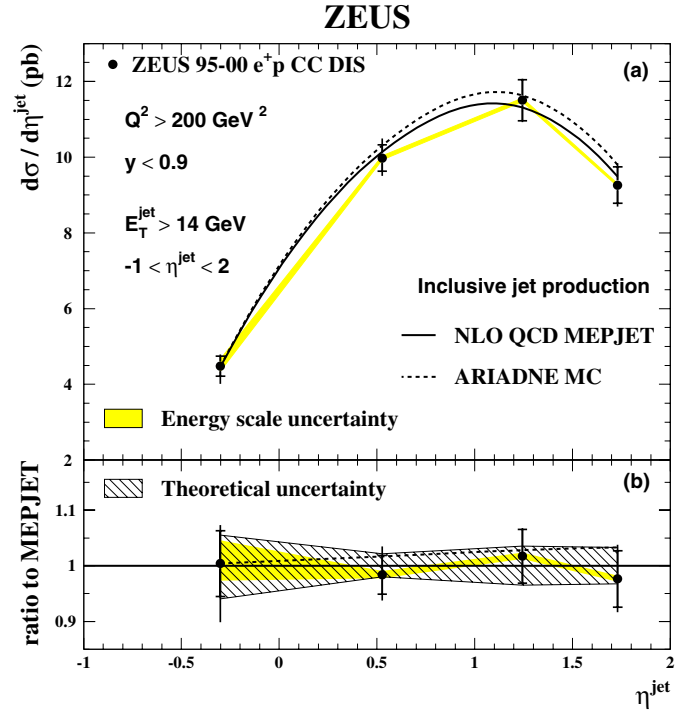 ZEUS
dσ / dη^jet (pb)
12
10
8
6
4
2
(a)
ZEUS 95-00 e⁺p CC DIS
Q² > 200 GeV²
y < 0.9
E_T^jet > 14 GeV
-1 < η^jet < 2
Inclusive jet production
NLO QCD MEPJET
ARIADNE MC
Energy scale uncertainty
ratio to MEPJET
1.1
1
0.9
(b)
Theoretical uncertainty
-1 -0.5 0 0.5 1 1.5 2
η^jet